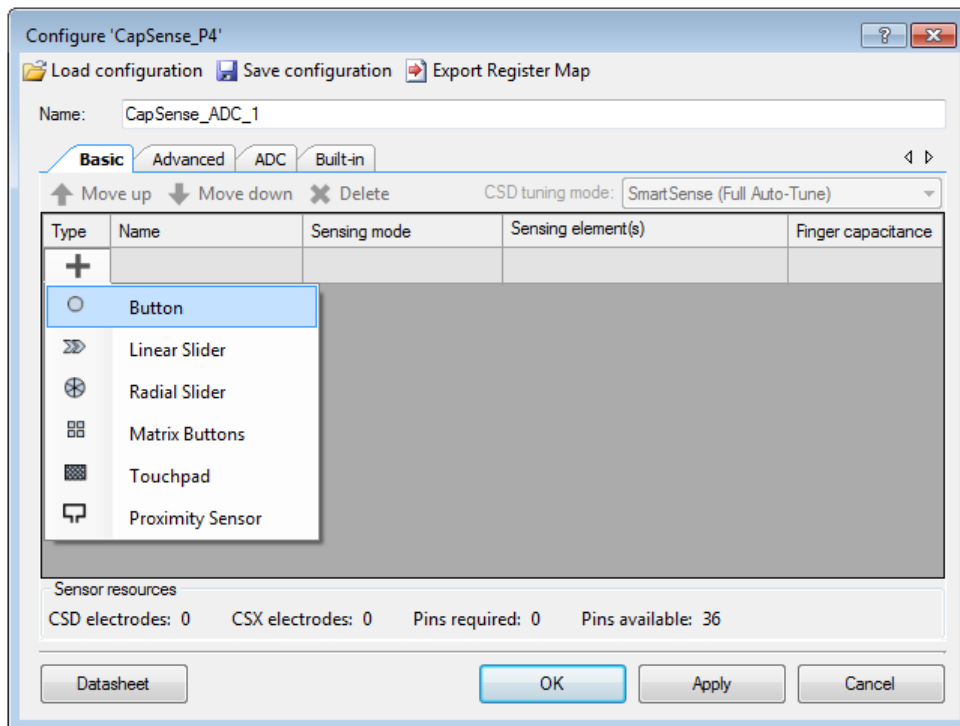 Configure 'CapSense_P4'
Load configuration Save configuration Export Register Map
Name: CapSense_ADC_1
Basic Advanced ADC Built-in
Move up Move down Delete CSD tuning mode: SmartSense (Full Auto-Tune)
Type Name Sensing mode Sensing element(s) Finger capacitance
Button
Linear Slider
Radial Slider
Matrix Buttons
Touchpad
Proximity Sensor
Sensor resources
CSD electrodes: 0 CSX electrodes: 0 Pins required: 0 Pins available: 36
Datasheet OK Apply Cancel